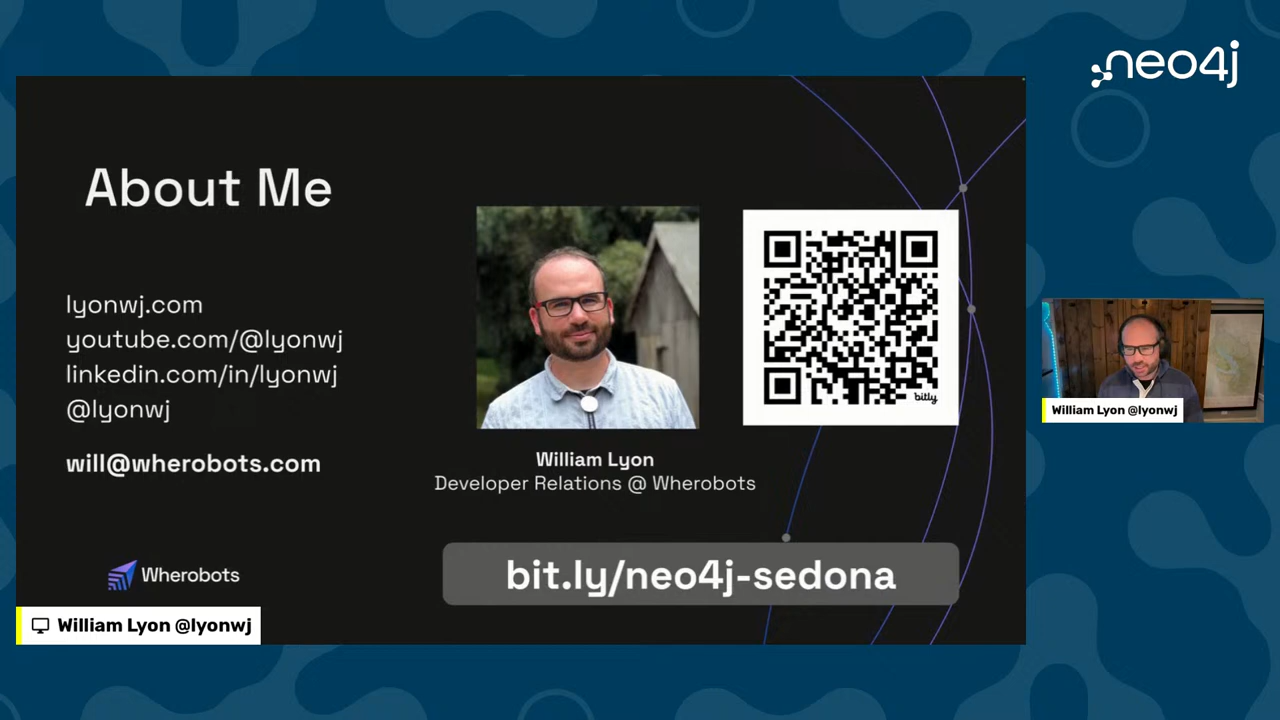 neo4j
About Me
lyonwj.com
youtube.com/@lyonwj
linkedin.com/in/lyonwj
@lyonwj
will@wherobots.com
bitly
William Lyon
Developer Relations @ Wherobots
Wherobots
bit.ly/neo4j-sedona
William Lyon @lyonwj
William Lyon @lyonwj